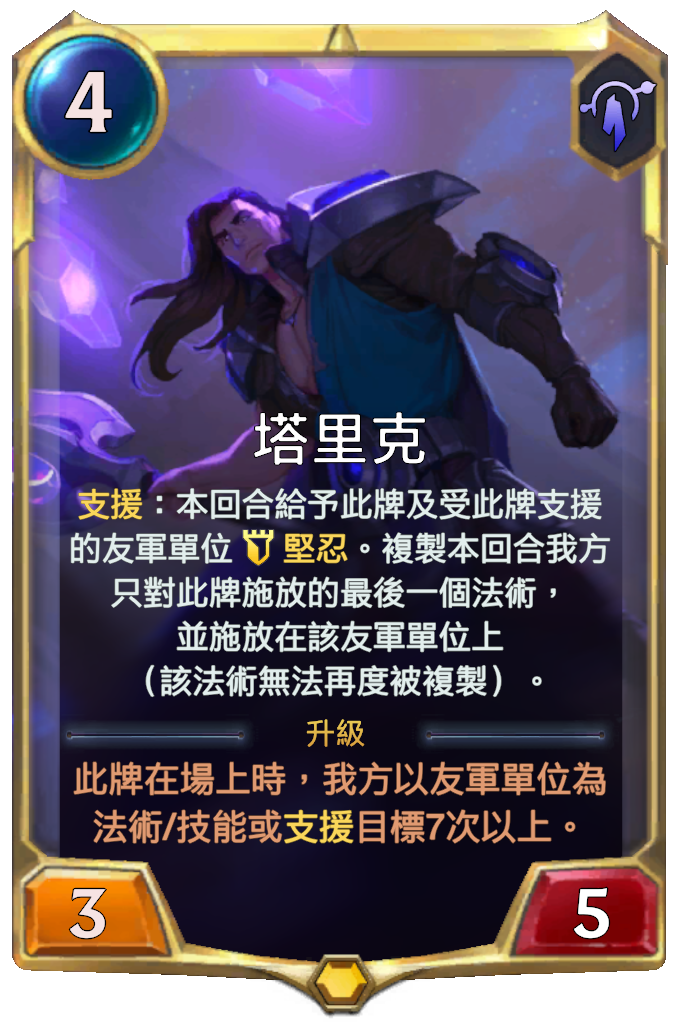 4
塔里克
支援：本回合給予此牌及受此牌支援
的友軍單位堅忍。複製本回合我方
只對此牌施放的最後一個法術，
並施放在該友軍單位上
（該法術無法再度被複製）。
升級
此牌在場上時，我方以友軍單位為
法術/技能或支援目標7次以上。
3
5